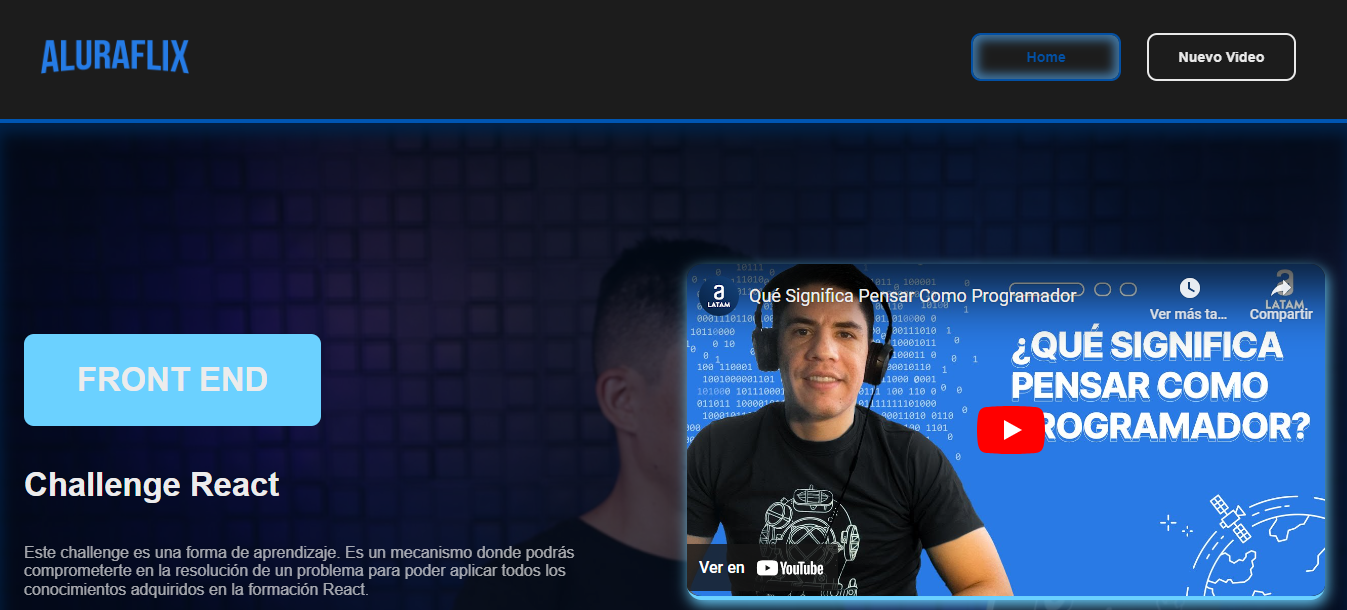 ALURAFLIX
Home
Nuevo Video
FRONT END
Challenge React
Este challenge es una forma de aprendizaje. Es un mecanismo donde podrás
comprometerte en la resolución de un problema para poder aplicar todos los
conocimientos adquiridos en la formación React.
a
LATAM
Qué Significa Pensar Como Programador
Ver más ta...
Compartir
a
LATAM
¿QUÉ SIGNIFICA
PENSAR COMO
ROGRAMADOR?
Ver en YouTube